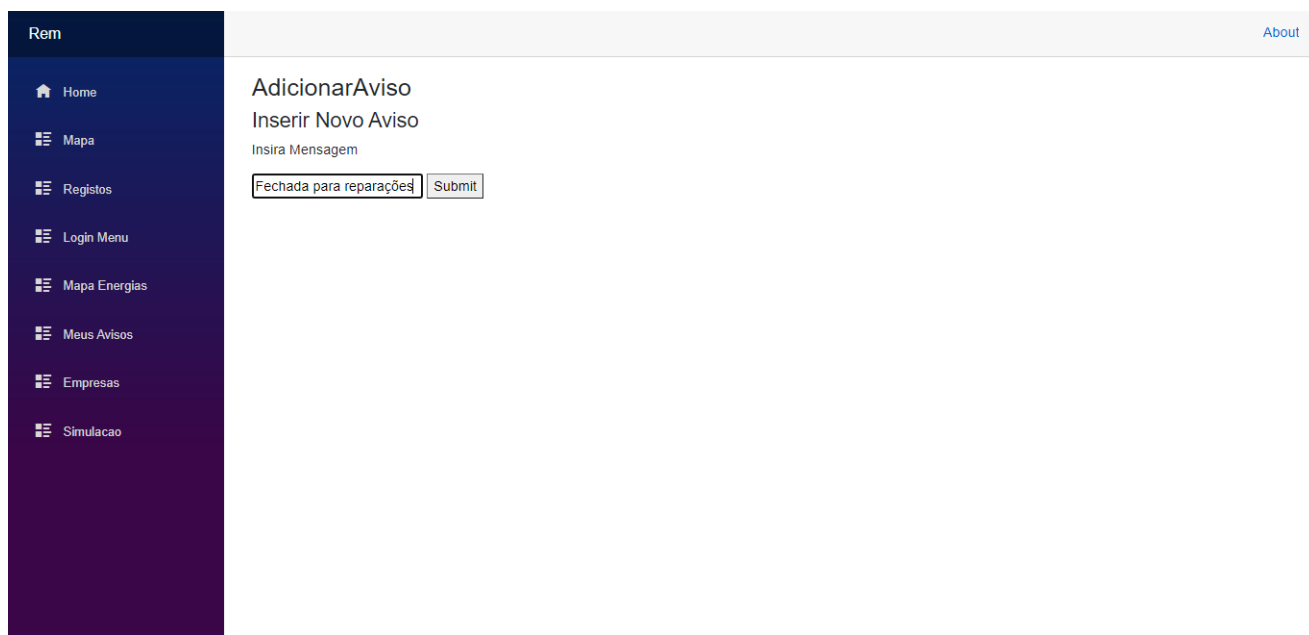 Rem
About
Home
Mapa
Registos
Login Menu
Mapa Energias
Meus Avisos
Empresas
Simulacao
AdicionarAviso
Inserir Novo Aviso
Insira Mensagem
Fechada para reparações Submit